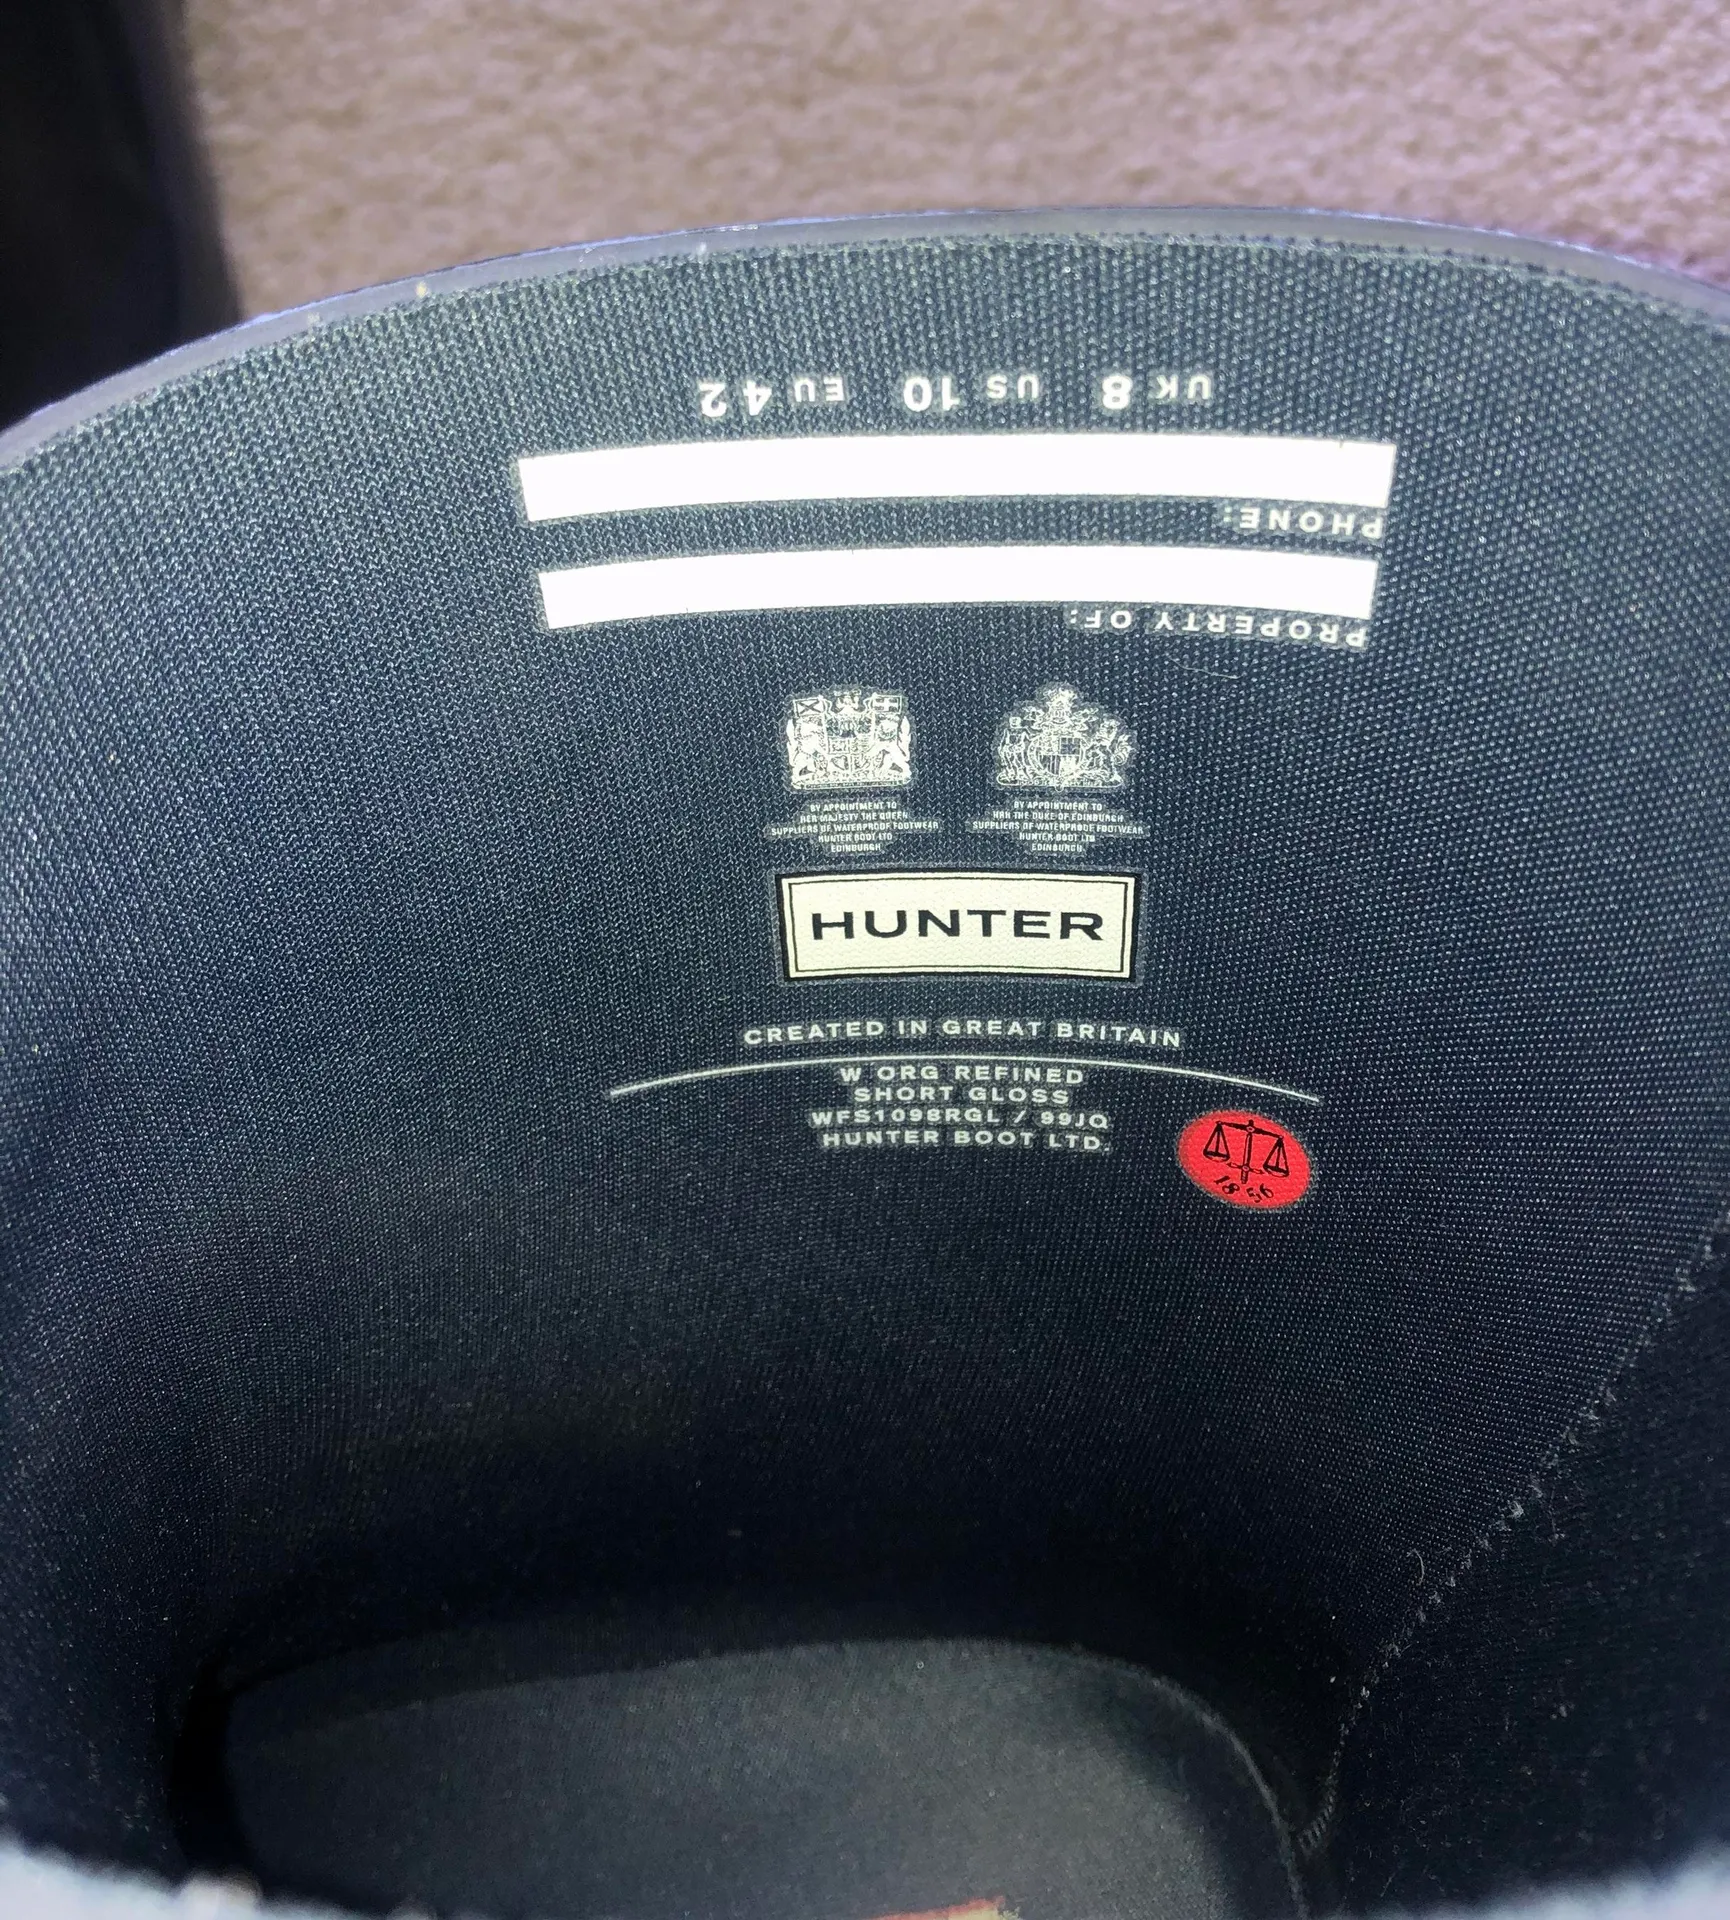 UK 8 US 10 EU 42
PHONE:
PROPERTY OF:
BY APPOINTMENT TO
HER MAJESTY THE QUEEN
SUPPLIERS OF WATERPROOF FOOTWEAR
HUNTER BOOT LTD
EDINBURGH
BY APPOINTMENT TO
HRH THE DUKE OF EDINBURGH
SUPPLIERS OF WATERPROOF FOOTWEAR
HUNTER BOOT LTD
EDINBURGH
HUNTER
CREATED IN GREAT BRITAIN
W ORG REFINED
SHORT GLOSS
WFS1098RGL / 99JQ
HUNTER BOOT LTD.
18 56